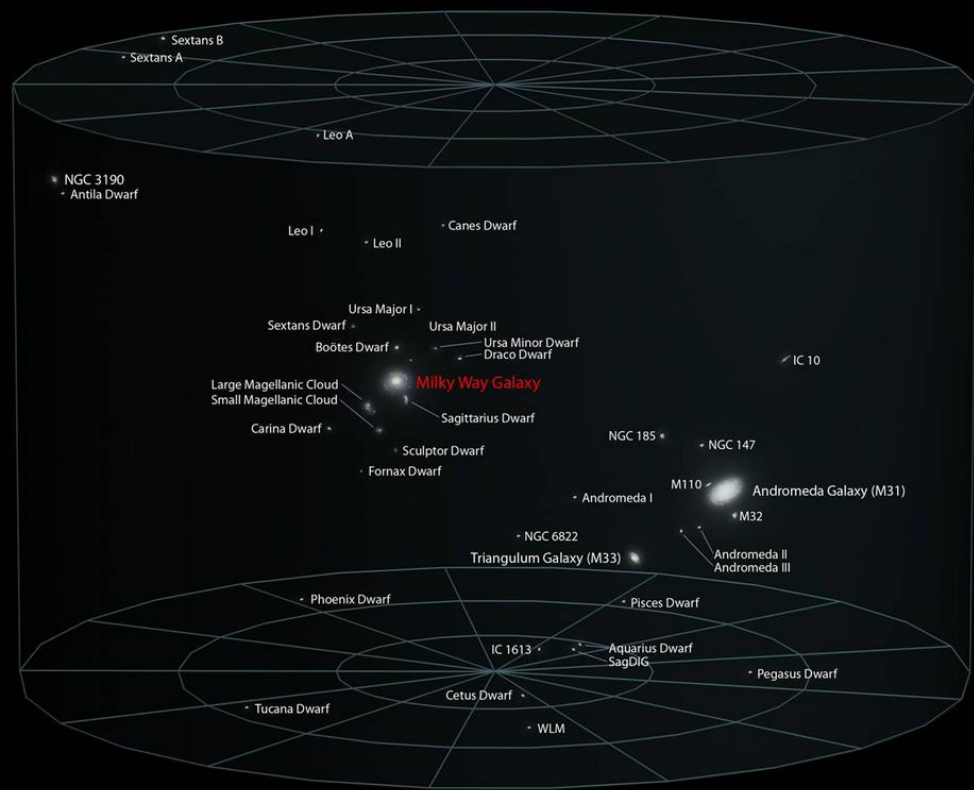 Sextans B
Sextans A
Leo A
NGC 3190
Antila Dwarf
Leo I
Leo II
Canes Dwarf
Ursa Major I
Sextans Dwarf
Ursa Major II
Boötes Dwarf
Ursa Minor Dwarf
Draco Dwarf
IC 10
Milky Way Galaxy
Large Magellanic Cloud
Small Magellanic Cloud
Sagittarius Dwarf
Carina Dwarf
NGC 185
NGC 147
Sculptor Dwarf
Fornax Dwarf
M110
Andromeda Galaxy (M31)
Andromeda I
M32
NGC 6822
Triangulum Galaxy (M33)
Andromeda II
Andromeda III
Phoenix Dwarf
Pisces Dwarf
IC 1613
Aquarius Dwarf
SagDIG
Pegasus Dwarf
Cetus Dwarf
Tucana Dwarf
WLM